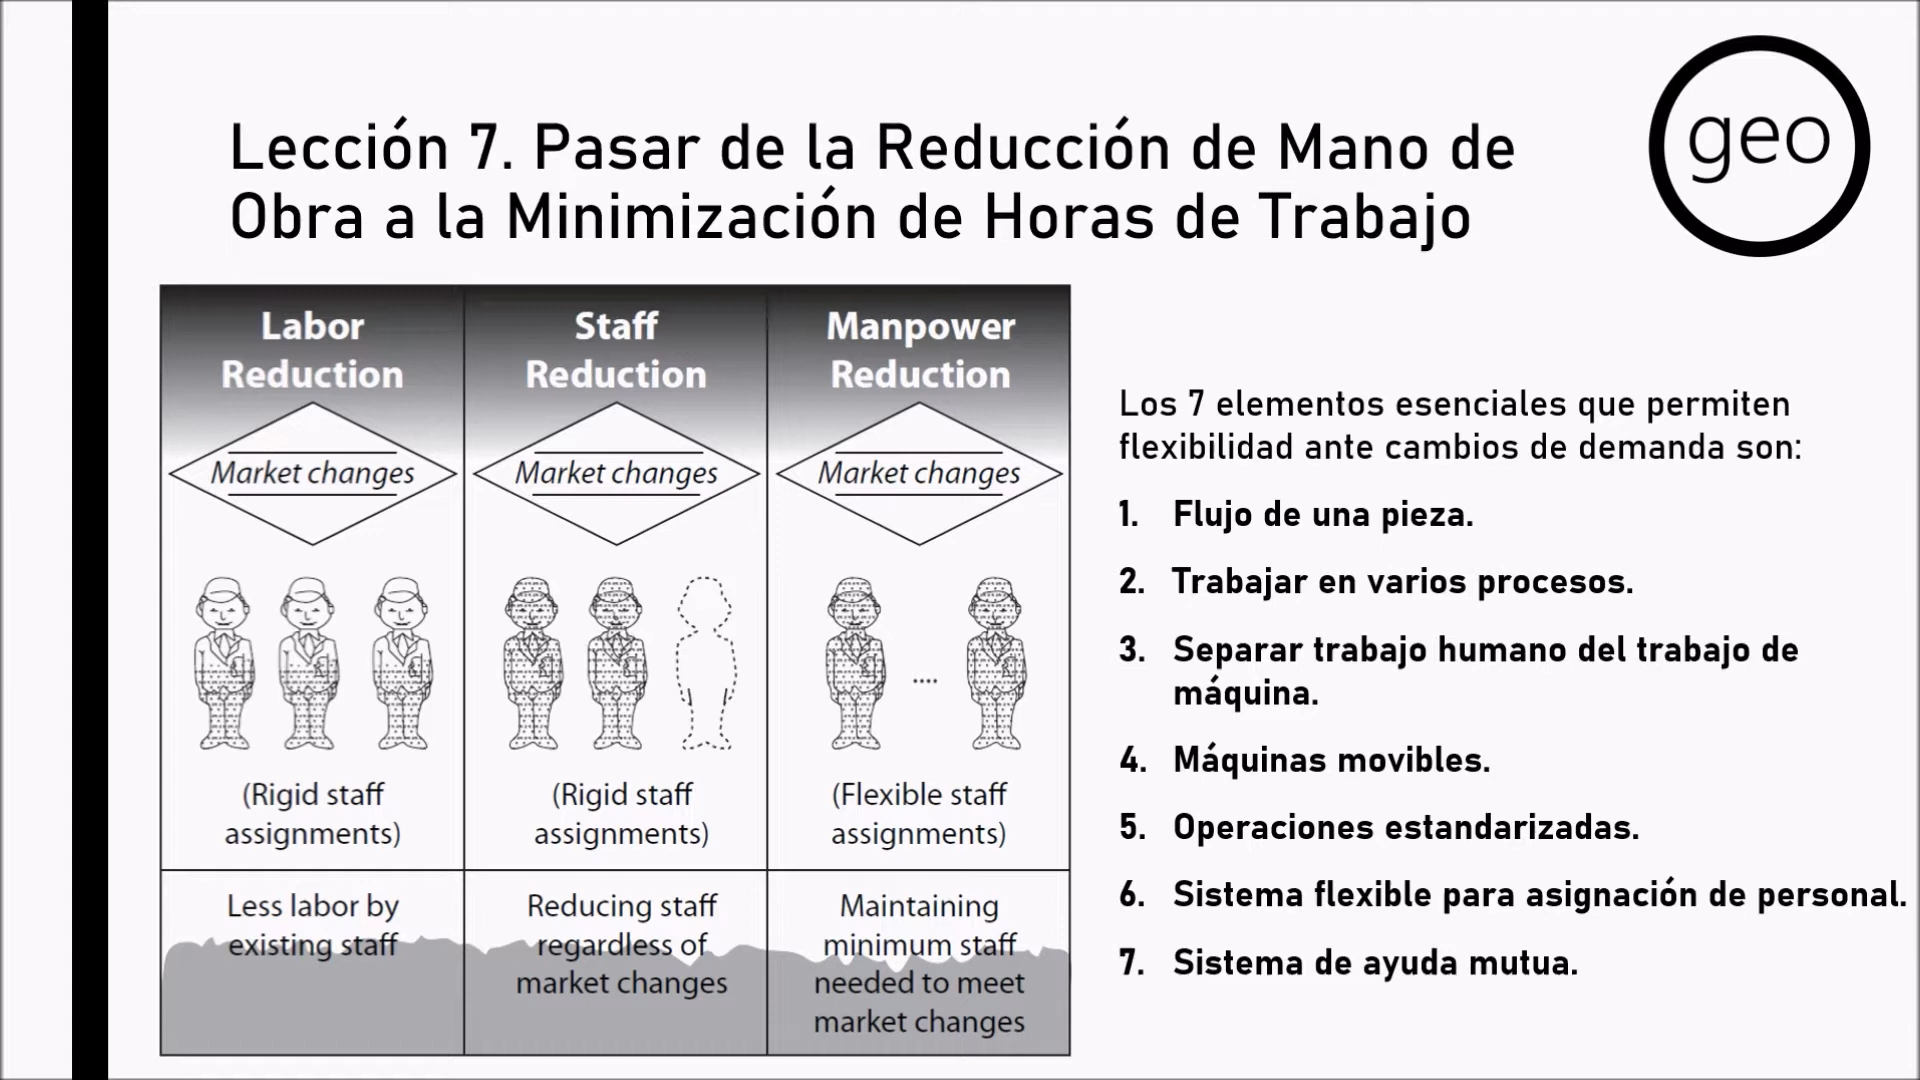 geo
Lección 7. Pasar de la Reducción de Mano de
Obra a la Minimización de Horas de Trabajo
Labor
Reduction
Market changes
(Rigid staff
assignments)
Less labor by
existing staff
Staff
Reduction
Market changes
(Rigid staff
assignments)
Reducing staff
regardless of
market changes
Manpower
Reduction
Market changes
....
(Flexible staff
assignments)
Maintaining
minimum staff
needed to meet
market changes
Los 7 elementos esenciales que permiten
flexibilidad ante cambios de demanda son:
1. Flujo de una pieza.
2. Trabajar en varios procesos.
3. Separar trabajo humano del trabajo de
máquina.
4. Máquinas movibles.
5. Operaciones estandarizadas.
6. Sistema flexible para asignación de personal.
7. Sistema de ayuda mutua.